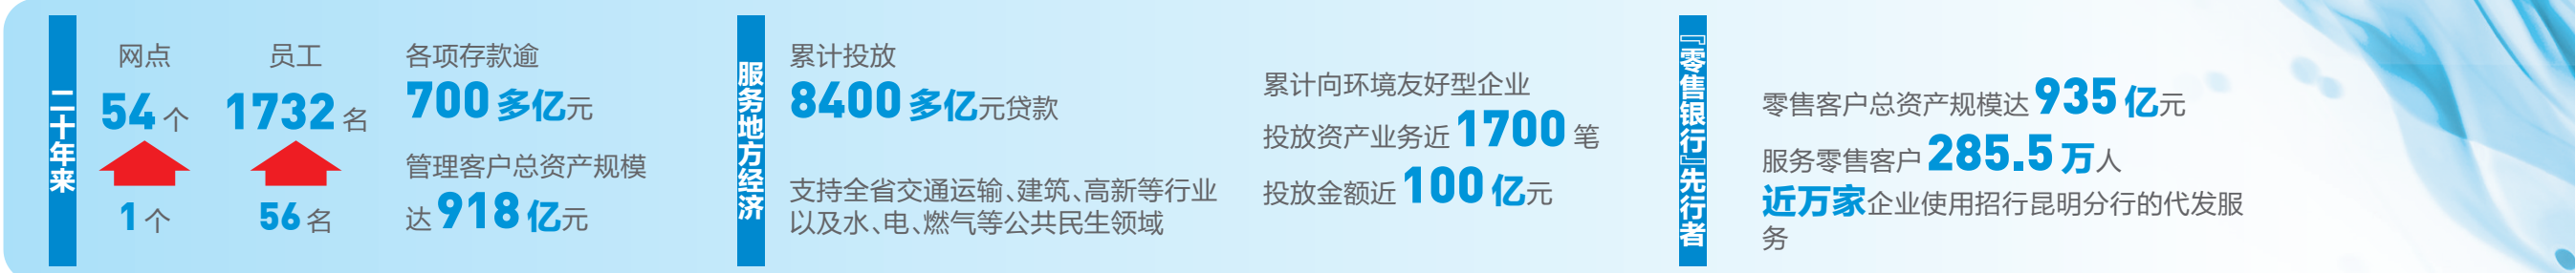 二十年来
网点
54个
1个
员工
1732名
56名
各项存款逾
700多亿元
管理客户总资产规模
达918亿元
服务地方经济
累计投放
8400多亿元贷款
支持全省交通运输、建筑、高新等行业
以及水、电、燃气等公共民生领域
累计向环境友好型企业
投放资产业务近1700笔
投放金额近100亿元
『零售银行』先行者
零售客户总资产规模达935亿元
服务零售客户285.5万人
近万家企业使用招行昆明分行的代发服
务